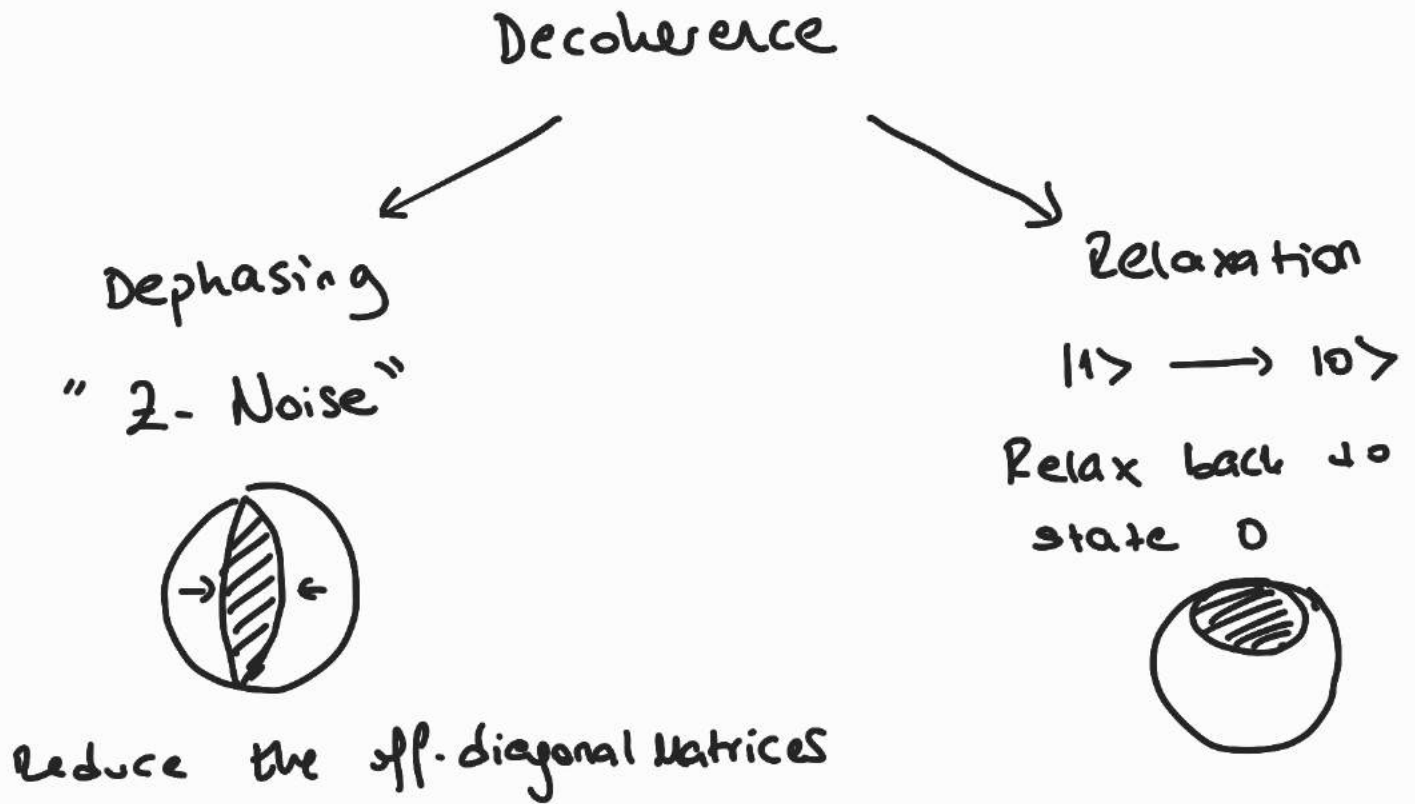 Decoherence
Dephasing
"Z- Noise"
Reduce the off-diagonal Matrices
Relaxation
|1> → |0>
Relax back to
state 0